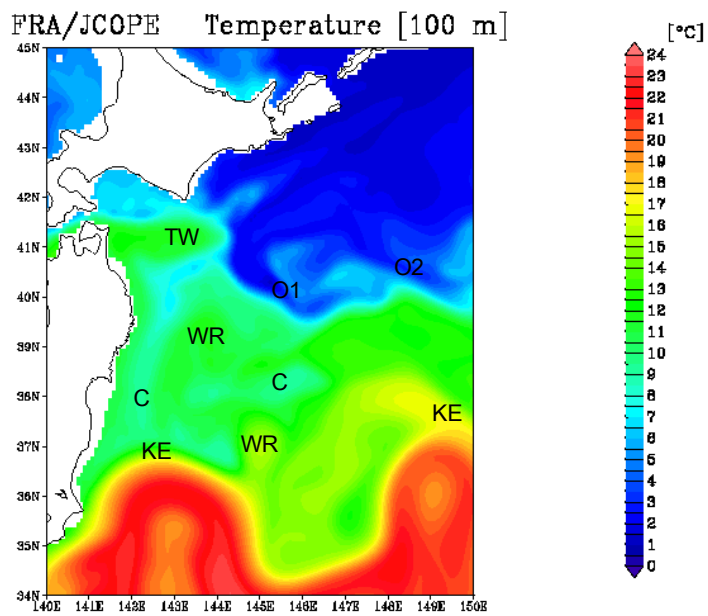 FRA/JCOPE Temperature [100 m]
[°C]
45N
44N
43N
42N
41N
40N
39N
38N
37N
36N
35N
34N
140E 141E 142E 143E 144E 145E 146E 147E 148E 149E 150E
TW
O2
O1
WR
C
C
KE
KE
WR
24
23
22
21
20
19
18
17
16
15
14
13
12
11
10
9
8
7
6
5
4
3
2
1
0